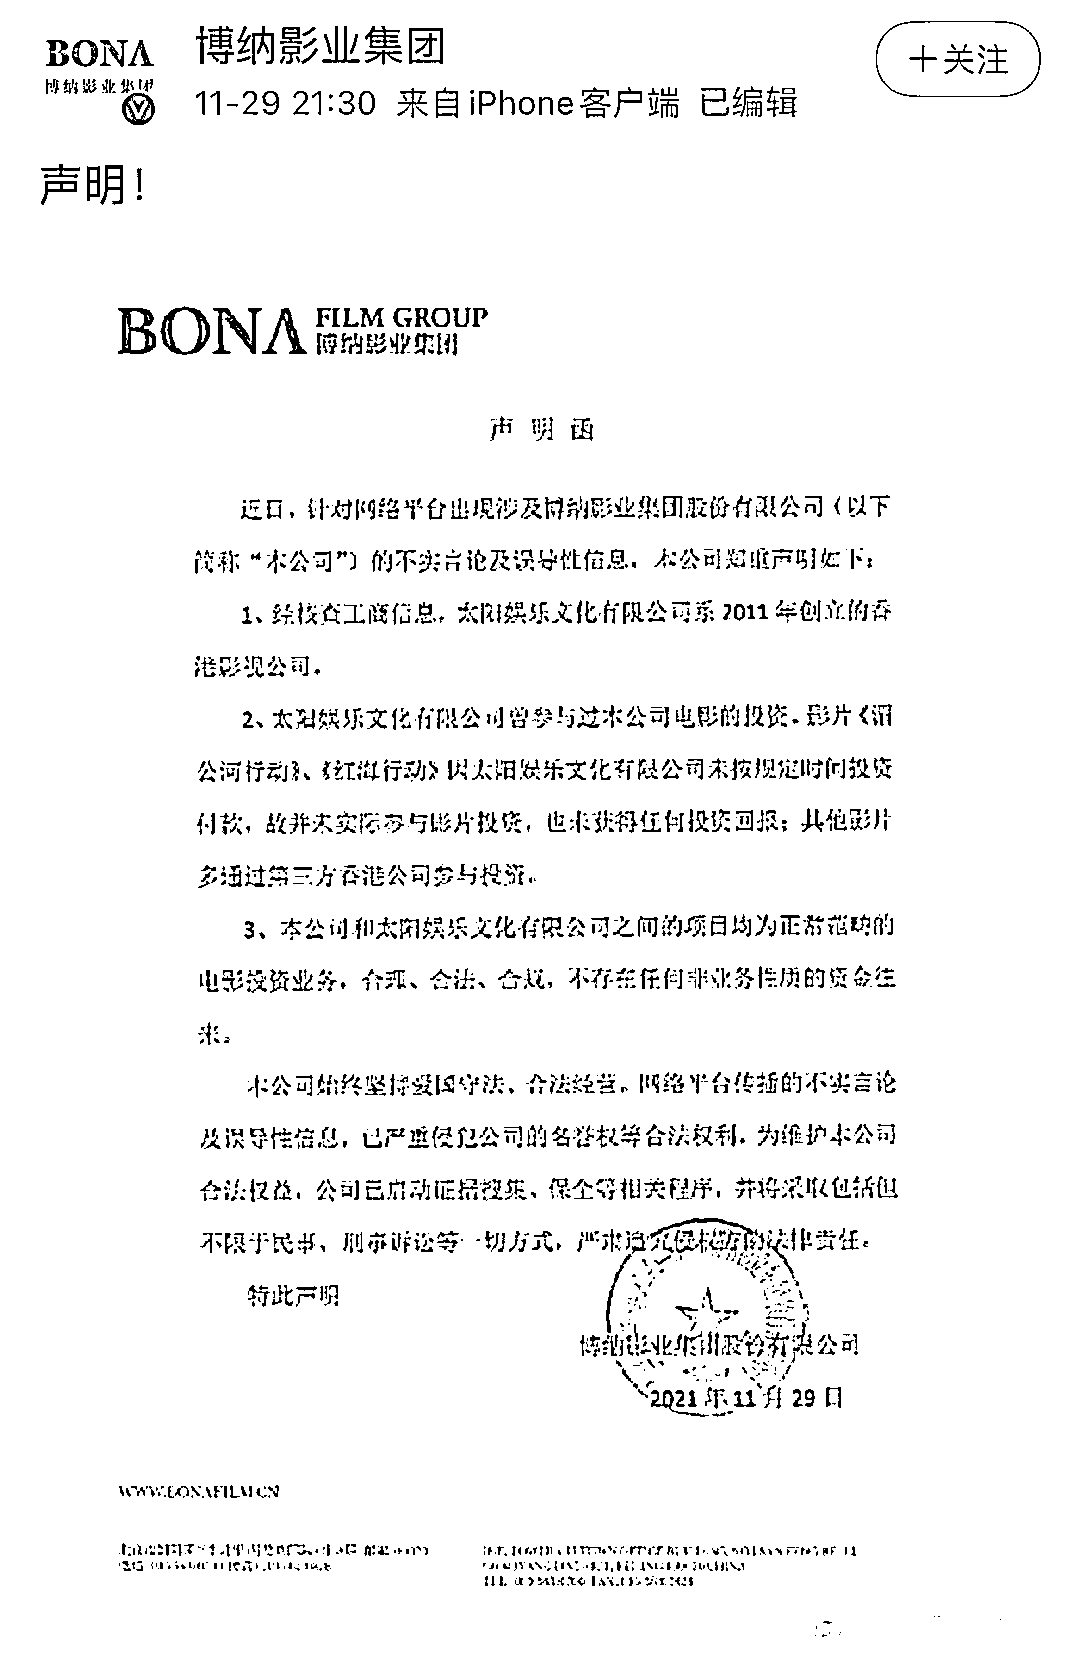 BONA
博纳影业集团
博纳影业集团
11-29 21:30 来自iPhone客户端 已编辑
十关注
声明！
BONA FILM GROUP
博纳影业集团
声 明 函
近日，针对网络平台出现涉及博纳影业集团股份有限公司（以下
简称“本公司”）的不实言论及误导性信息，本公司郑重声明如下：
1、经核查工商信息，太阳娱乐文化有限公司系 2011 年创立的香
港影视公司。
2、太阳娱乐文化有限公司曾参与过本公司电影的投资。影片《湄
公河行动》、《红海行动》因太阳娱乐文化有限公司未按规定时间投资
付款，故并未实际参与影片投资，也未获得任何投资回报；其他影片
多通过第三方香港公司参与投资。
3、本公司和太阳娱乐文化有限公司之间的项目均为正常范畴的
电影投资业务，合理、合法、合规，不存在任何非业务性质的资金往
来。
本公司始终坚持爱国守法、合法经营。网络平台传播的不实言论
及误导性信息，已严重侵犯公司的名誉权等合法权利，为维护本公司
合法权益，公司已启动证据搜集、保全等相关程序，并将采取包括但
不限于民事、刑事诉讼等一切方式，严肃追究侵权方的法律责任。
特此声明
博纳影业集团股份有限公司
2021 年 11 月 29 日
WWW.BONAFILM.CN